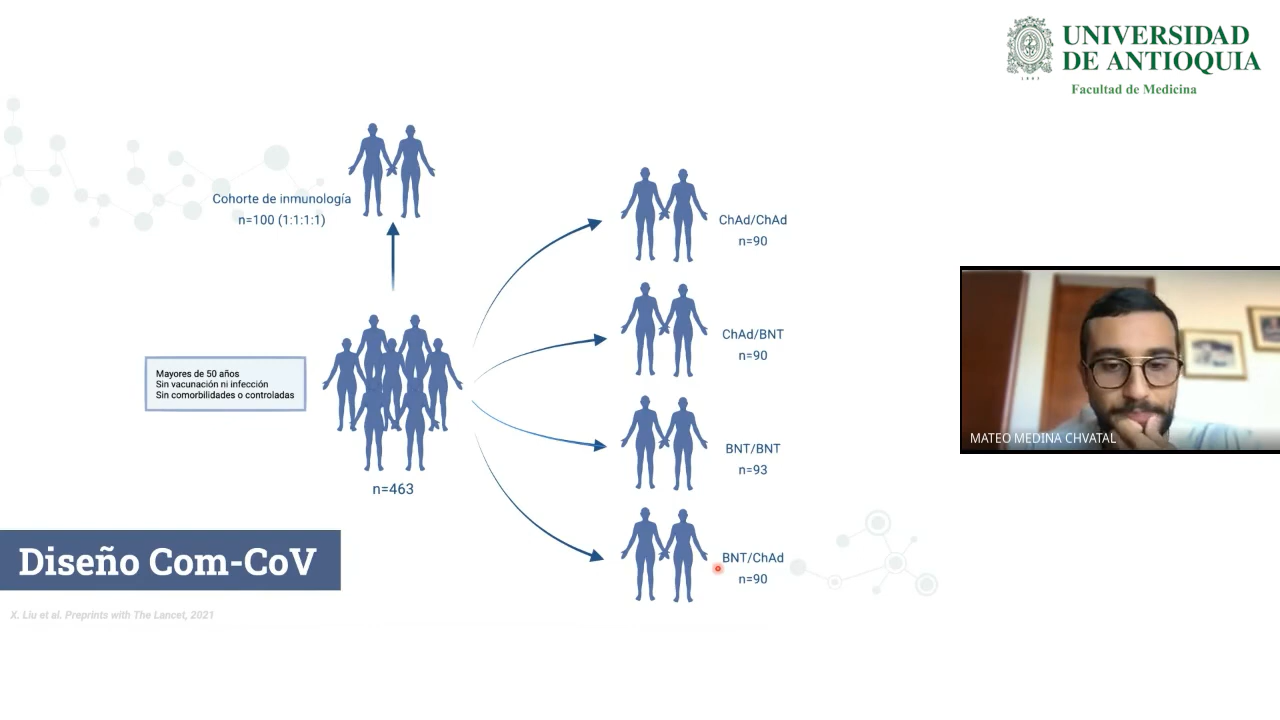 UNIVERSIDAD
DE ANTIOQUIA
1803
Facultad de Medicina
Cohorte de inmunología
n=100 (1:1:1:1)
ChAd/ChAd
n=90
ChAd/BNT
n=90
Mayores de 50 años
Sin vacunación ni infección
Sin comorbilidades o controladas
BNT/BNT
n=93
n=463
BNT/ChAd
n=90
MATEO MEDINA CHVATAL
Diseño Com-CoV
X. Liu et al. Preprints with The Lancet, 2021